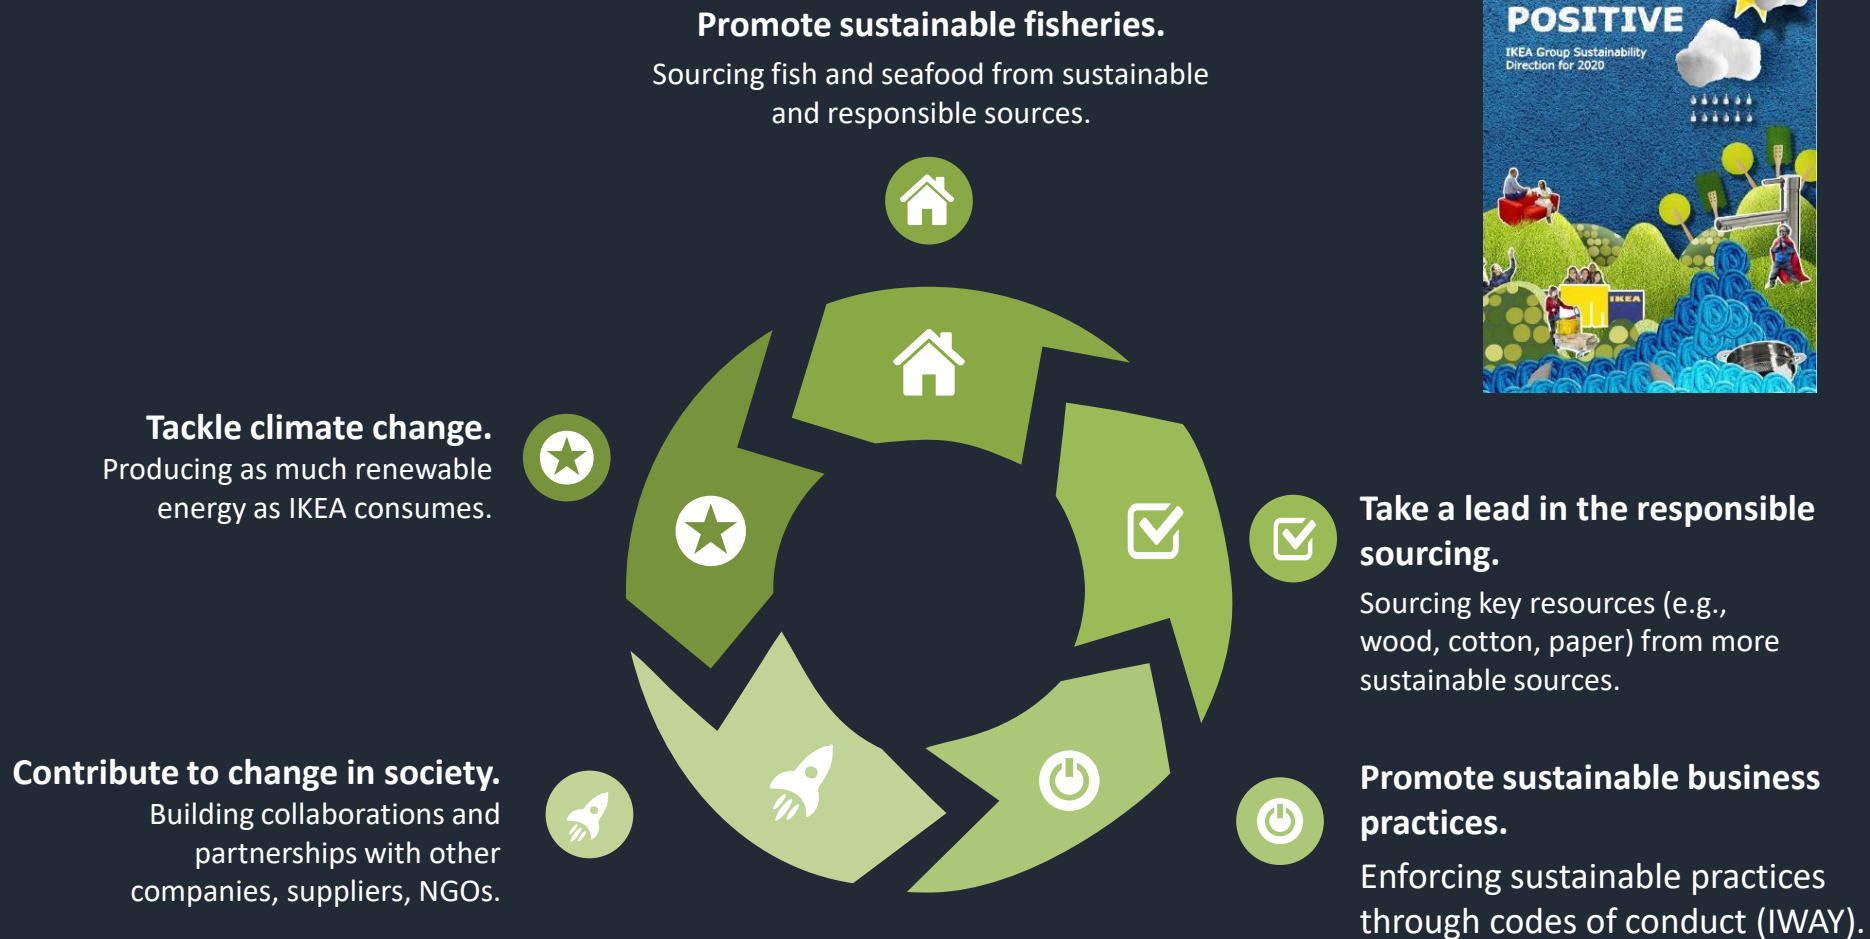 Promote sustainable fisheries.
Sourcing fish and seafood from sustainable
and responsible sources.
POSITIVE
IKEA Group Sustainability
Direction for 2020
IKEA
Tackle climate change.
Producing as much renewable
energy as IKEA consumes.
Take a lead in the responsible
sourcing.
Sourcing key resources (e.g.,
wood, cotton, paper) from more
sustainable sources.
Contribute to change in society.
Building collaborations and
partnerships with other
companies, suppliers, NGOs.
Promote sustainable business
practices.
Enforcing sustainable practices
through codes of conduct (IWAY).